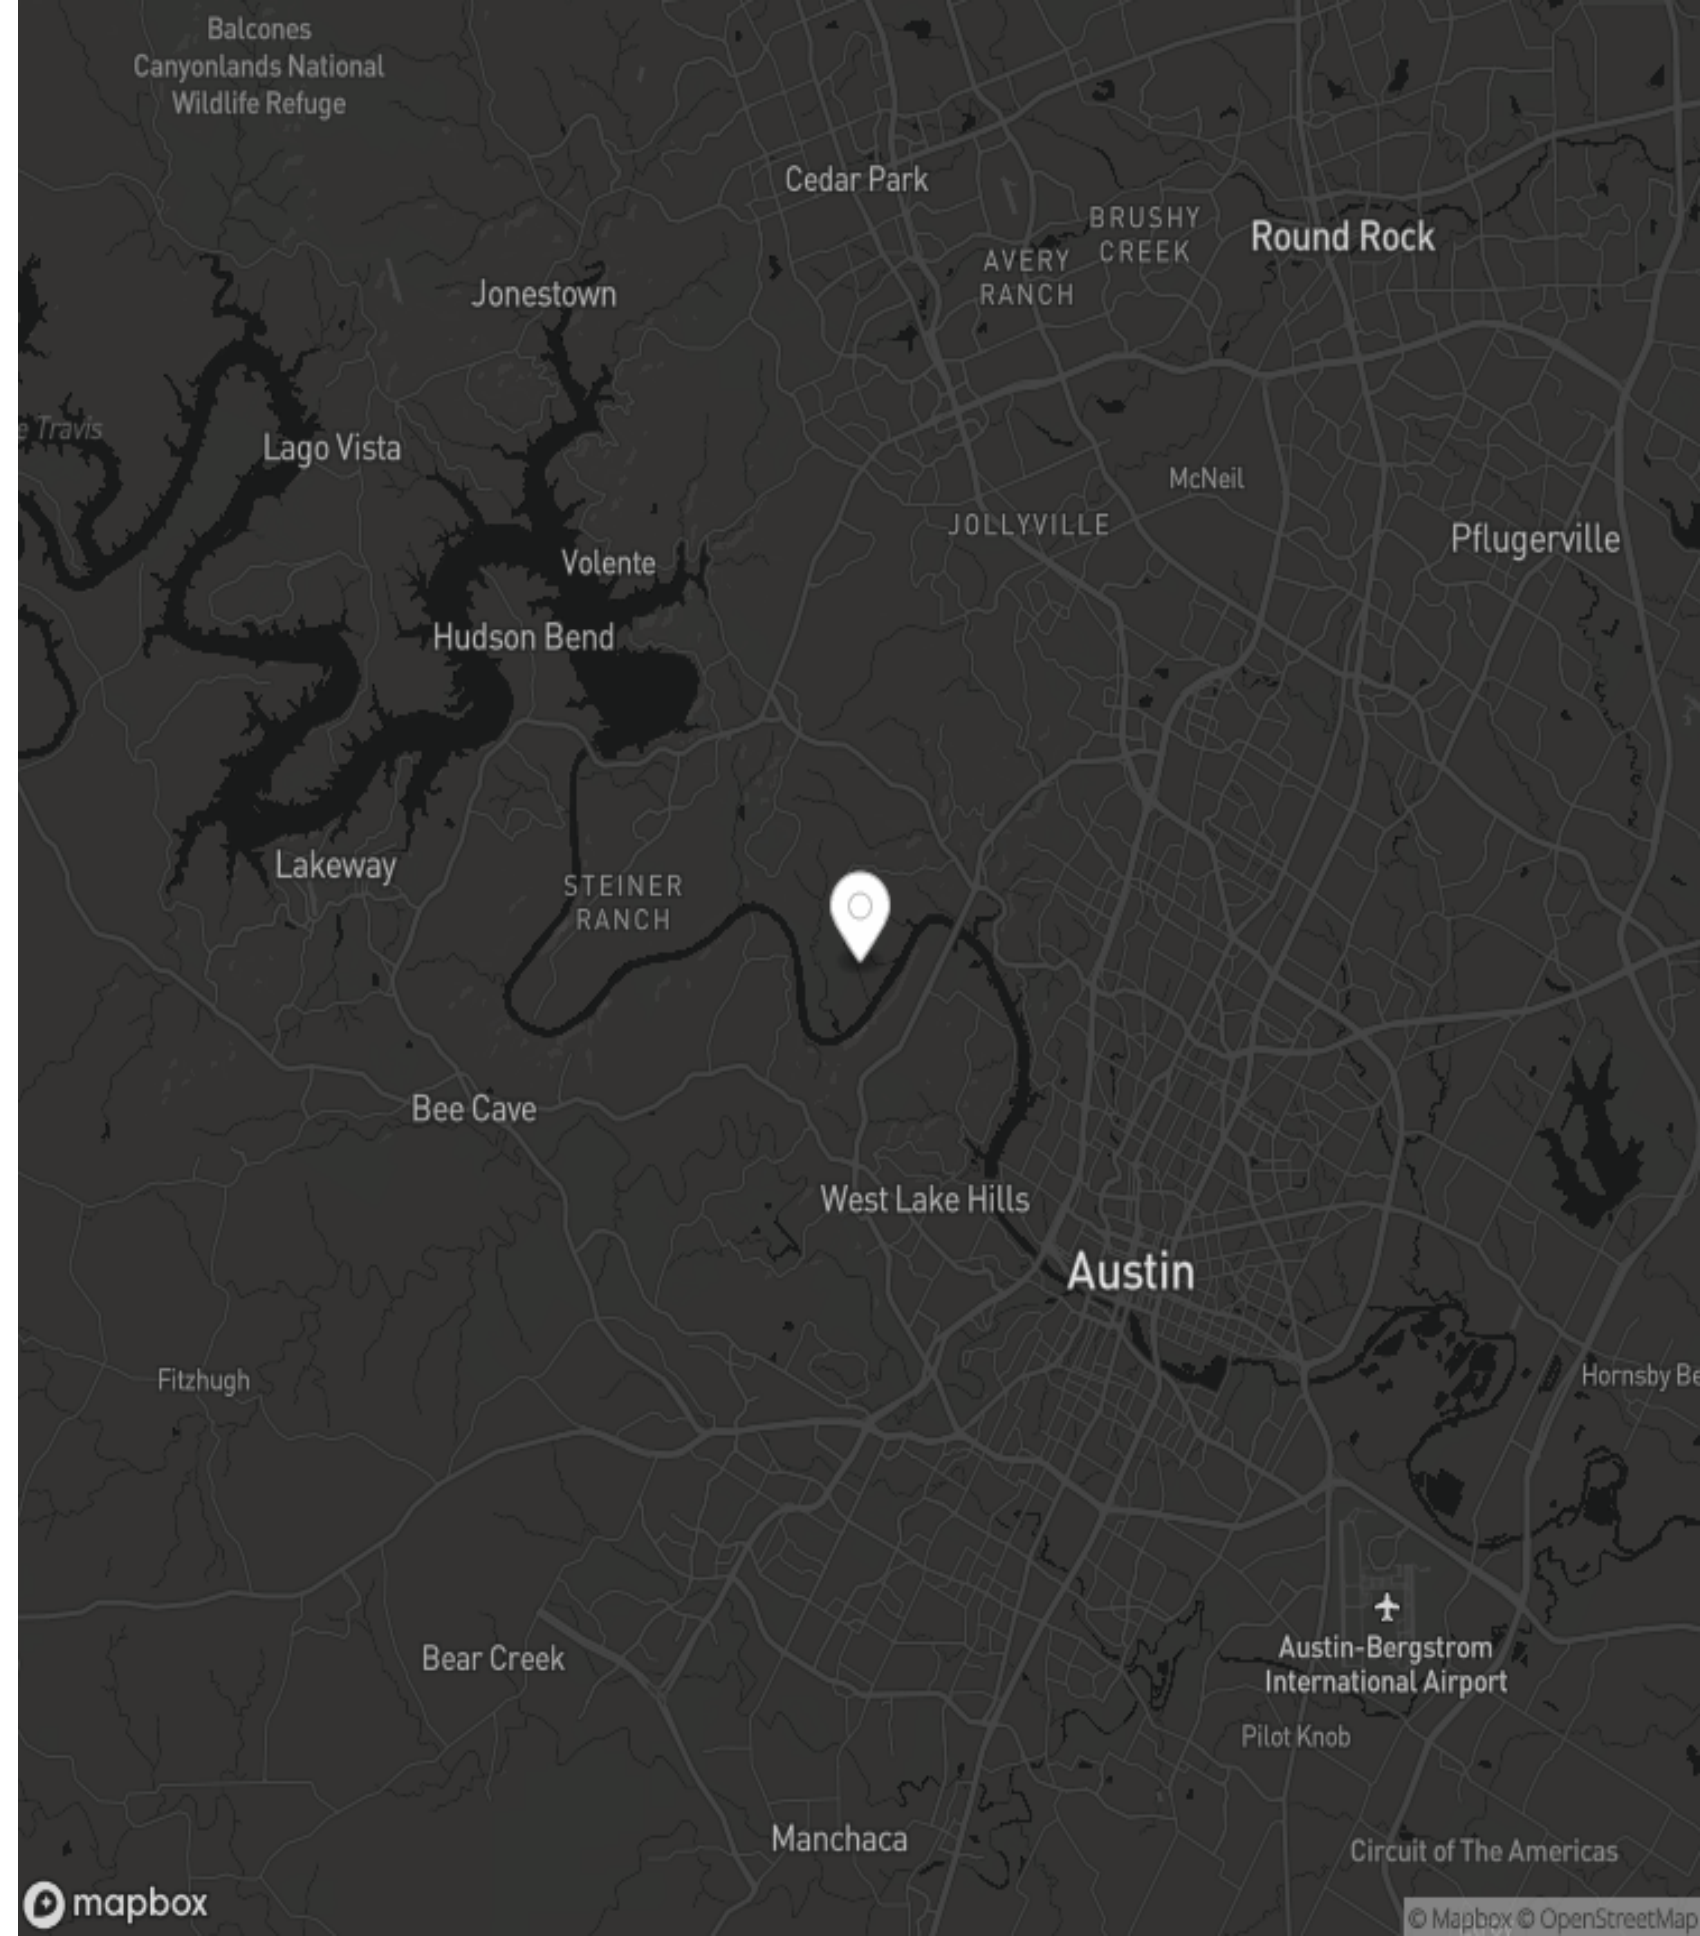 Balcones
Canyonlands National
Wildlife Refuge
Cedar Park
BRUSHY
CREEK
Round Rock
AVERY
RANCH
Jonestown
e Travis
Lago Vista
McNeil
JOLLYVILLE
Pflugerville
Volente
Hudson Bend
Lakeway
STEINER
RANCH
Bee Cave
West Lake Hills
Austin
Fitzhugh
Hornsby Be
Bear Creek
Austin-Bergstrom
International Airport
Pilot Knob
Manchaca
Circuit of The Americas
mapbox
© Mapbox © OpenStreetMap